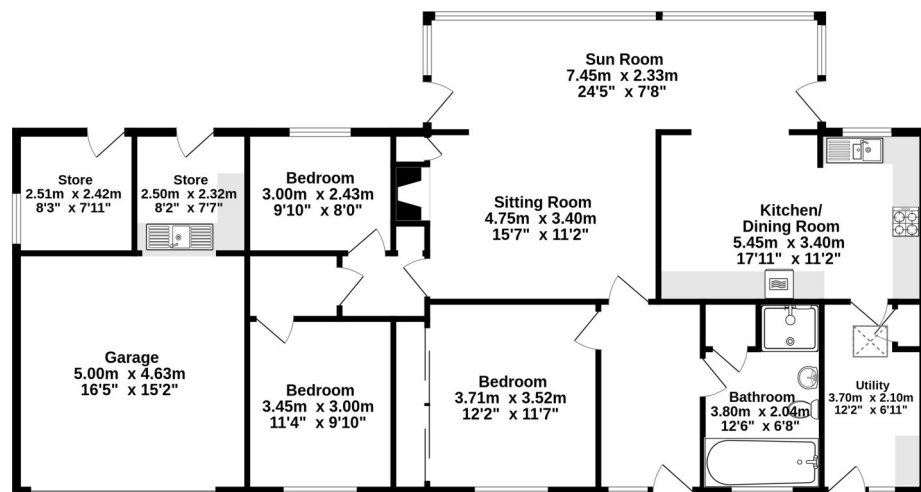 Sun Room
7.45m x 2.33m
24'5" x 7'8"
Store
2.51m x 2.42m
8'3" x 7'11"
Store
2.50m x 2.32m
8'2" x 7'7"
Bedroom
3.00m x 2.43m
9'10" x 8'0"
Sitting Room
4.75m x 3.40m
15'7" x 11'2"
Kitchen/
Dining Room
5.45m x 3.40m
17'11" x 11'2"
Garage
5.00m x 4.63m
16'5" x 15'2"
Bedroom
3.45m x 3.00m
11'4" x 9'10"
Bedroom
3.71m x 3.52m
12'2" x 11'7"
Bathroom
3.80m x 2.04m
12'6" x 6'8"
Utility
3.70m x 2.10m
12'2" x 6'11"